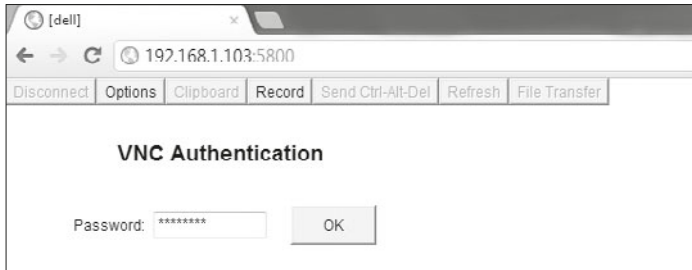 [dell]
192.168.1.103:5800
Disconnect Options Clipboard Record Send Ctrl-Alt-Del Refresh File Transfer
VNC Authentication
Password: ******** OK